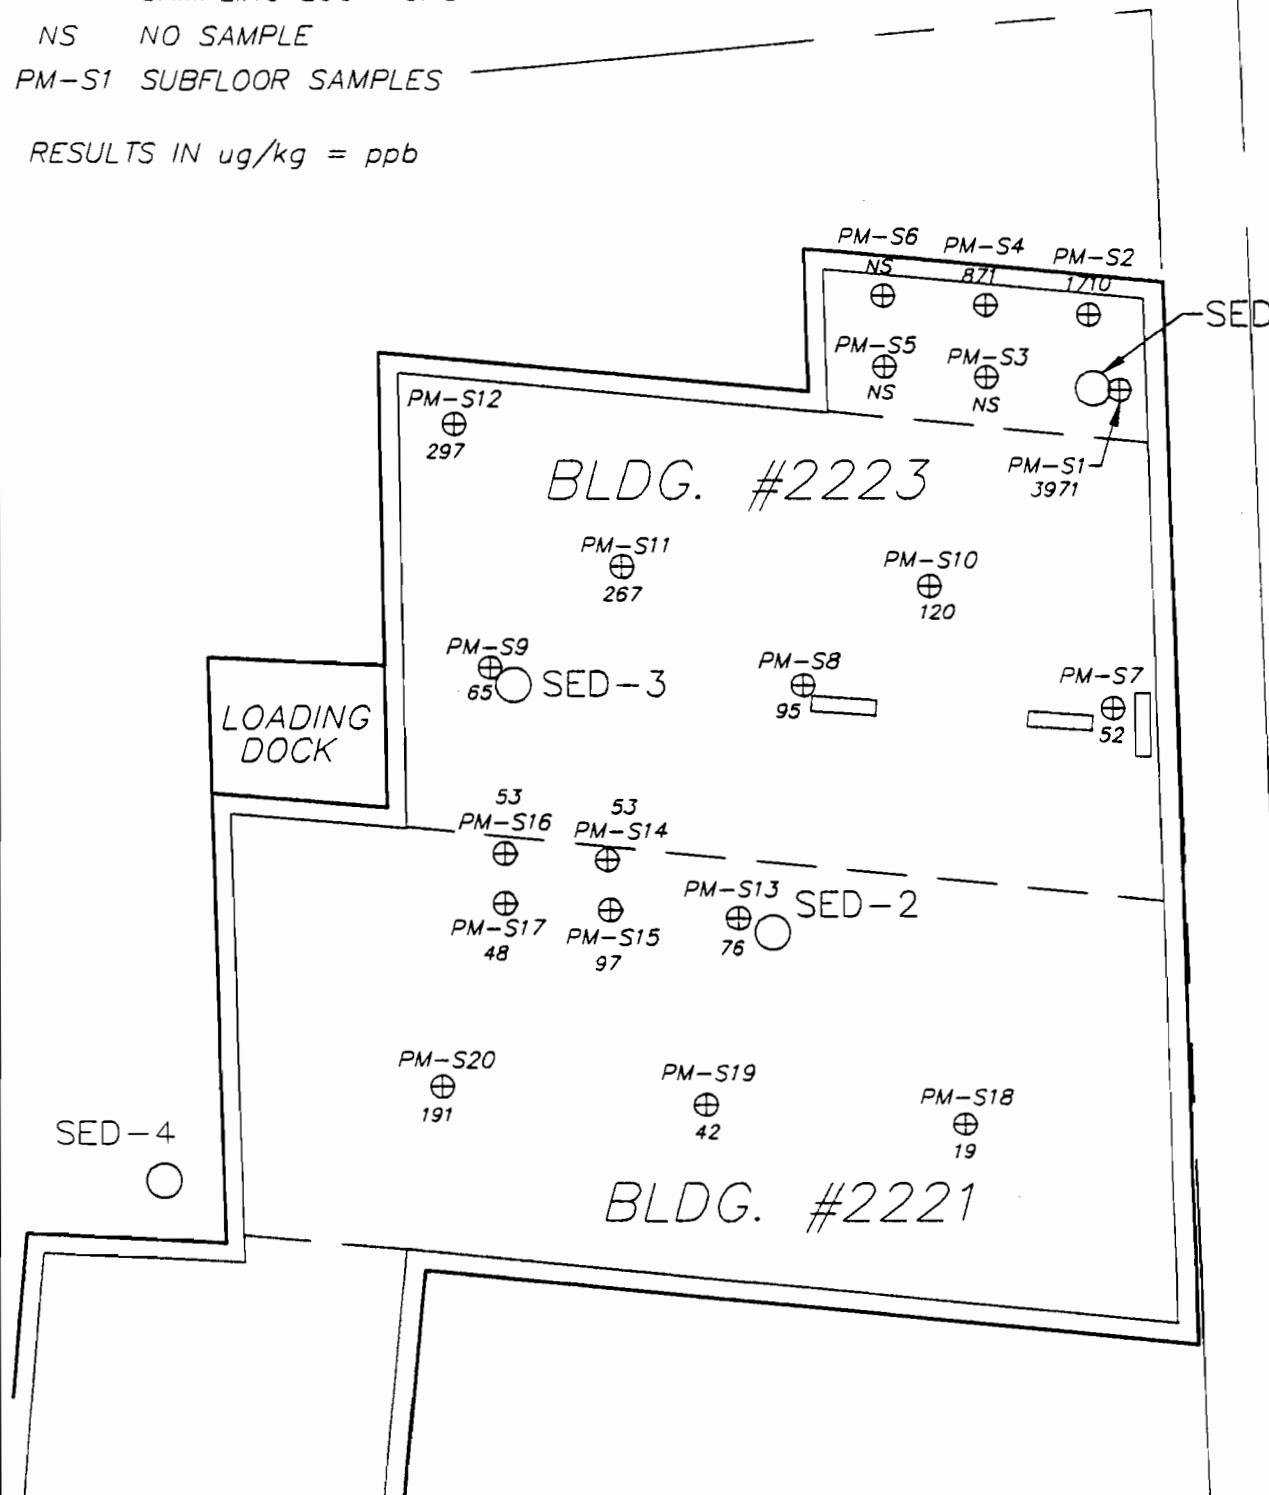 NS NO SAMPLE
PM-S1 SUBFLOOR SAMPLES
RESULTS IN ug/kg = ppb
PM-S6
NS
PM-S4
871
PM-S2
1710
SED
PM-S5
NS
PM-S3
NS
PM-S1
3971
PM-S12
297
BLDG. #2223
PM-S11
267
PM-S10
120
PM-S9
65
SED-3
PM-S8
95
PM-S7
52
LOADING
DOCK
53
PM-S16
53
PM-S14
PM-S13
76
SED-2
PM-S17
48
PM-S15
97
PM-S20
191
PM-S19
42
PM-S18
19
SED-4
BLDG. #2221